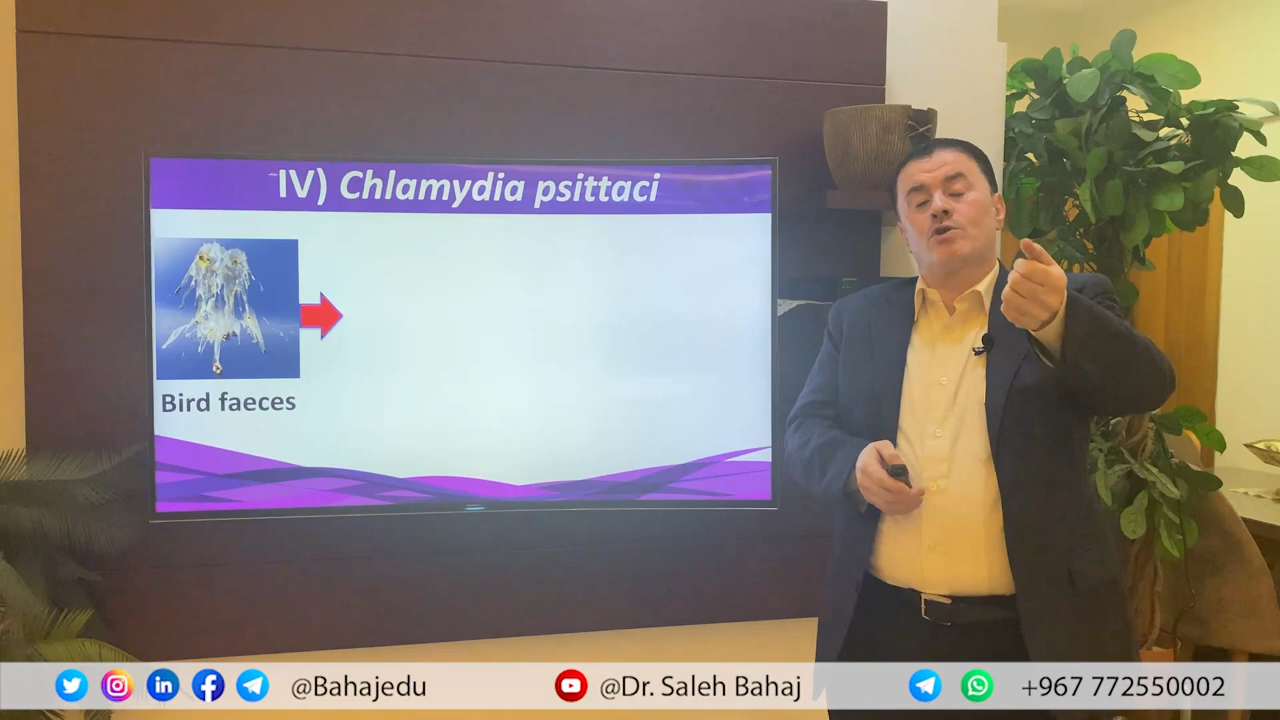 IV) Chlamydia psittaci
Bird faeces
@Bahajedu
@Dr. Saleh Bahaj
+967 772550002